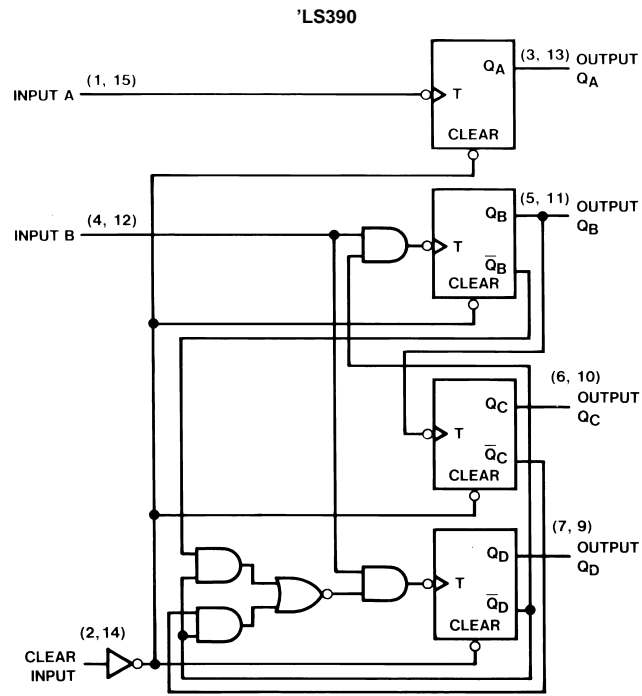 'LS390
INPUT A
(1, 15)
T
QA
CLEAR
(3, 13)
OUTPUT
QA
INPUT B
(4, 12)
T
QB
Q̅B
CLEAR
(5, 11)
OUTPUT
QB
T
QC
Q̅C
CLEAR
(6, 10)
OUTPUT
QC
T
QD
Q̅D
CLEAR
(7, 9)
OUTPUT
QD
(2, 14)
CLEAR
INPUT